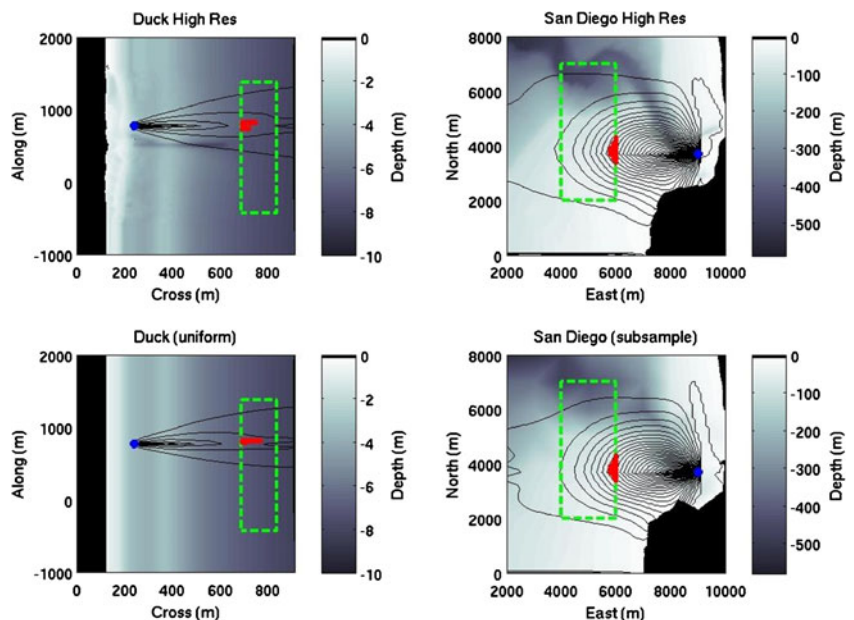 Duck High Res
2000
1000
0
-1000
Along (m)
0 200 400 600 800
Cross (m)
0
-2
-4
-6
-8
-10
Depth (m)
San Diego High Res
8000
6000
4000
2000
0
North (m)
2000 4000 6000 8000 10000
East (m)
0
-100
-200
-300
-400
-500
Depth (m)
Duck (uniform)
2000
1000
0
-1000
Along (m)
0 200 400 600 800
Cross (m)
0
-2
-4
-6
-8
-10
Depth (m)
San Diego (subsample)
8000
6000
4000
2000
0
North (m)
2000 4000 6000 8000 10000
East (m)
0
-100
-200
-300
-400
-500
Depth (m)